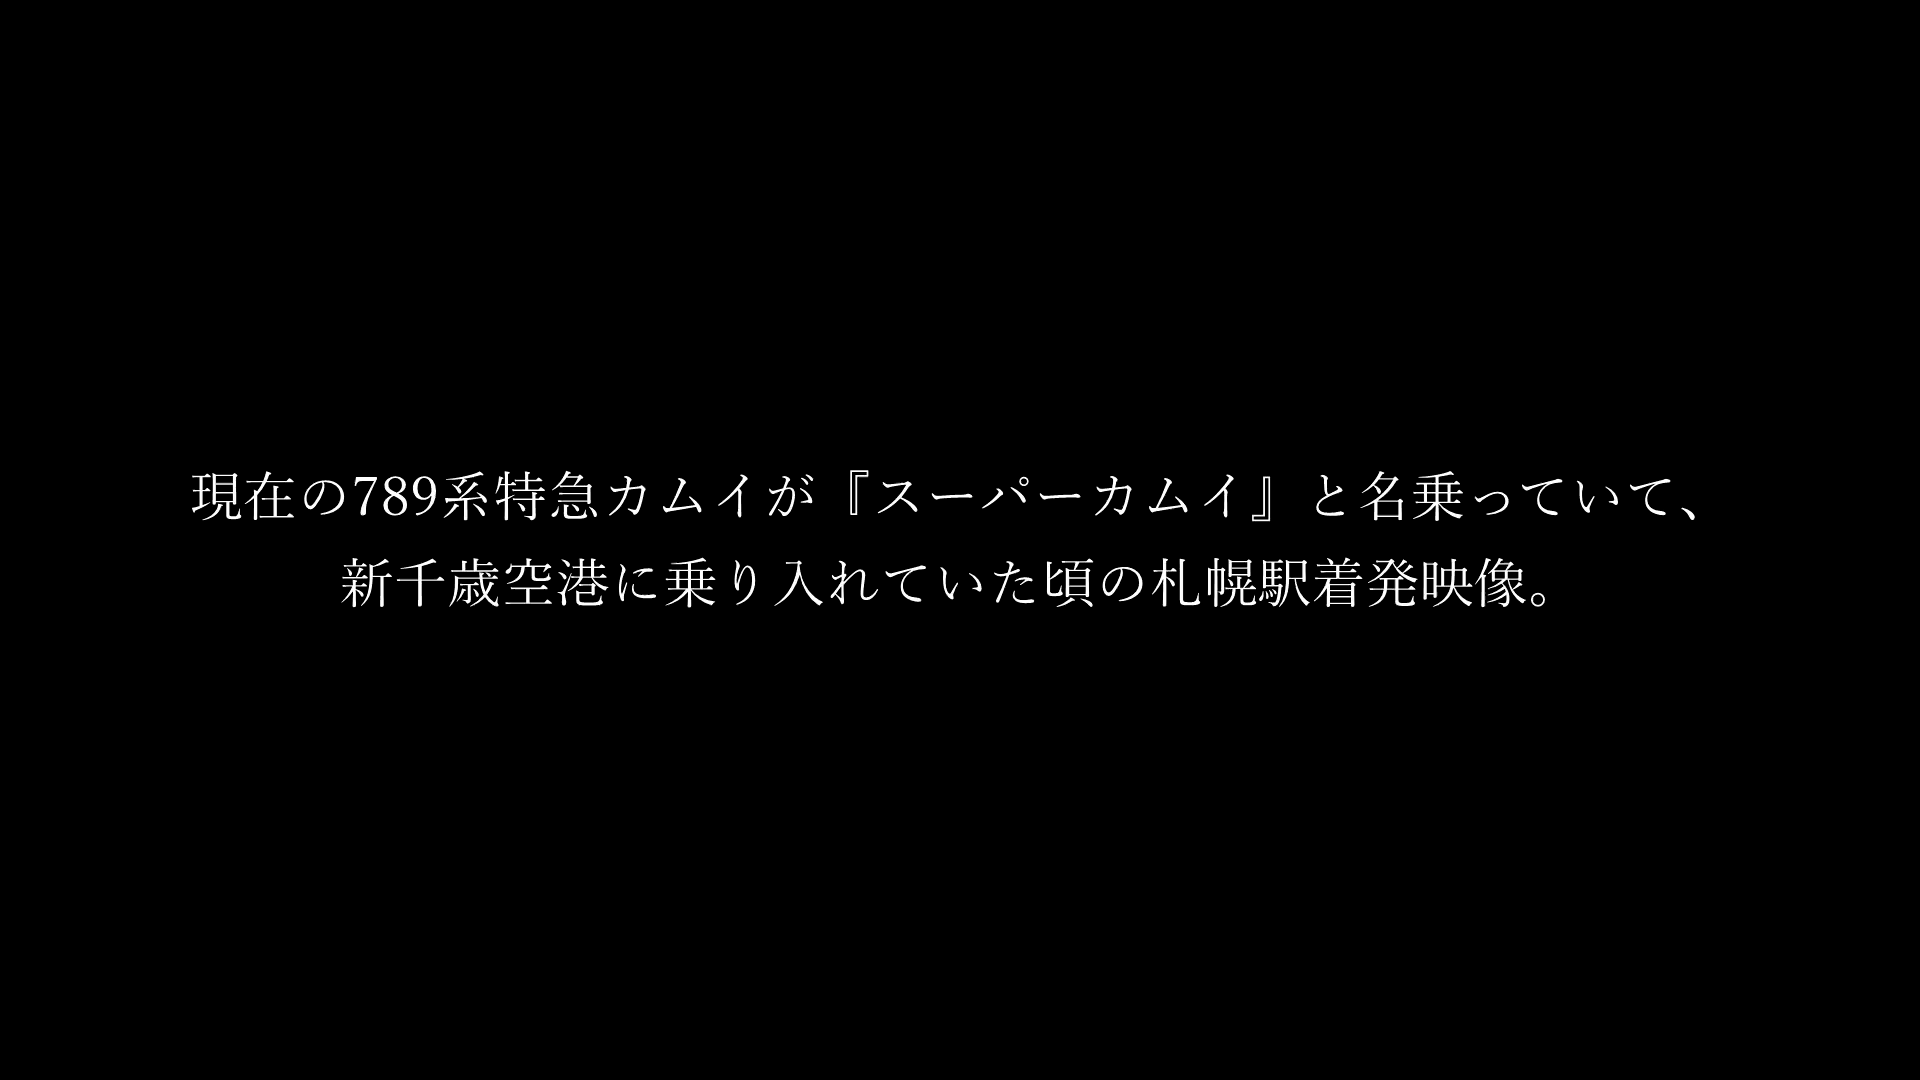 現在の789系特急カムイが『スーパーカムイ』と名乗っていて、
新千歳空港に乗り入れていた頃の札幌駅着発映像。